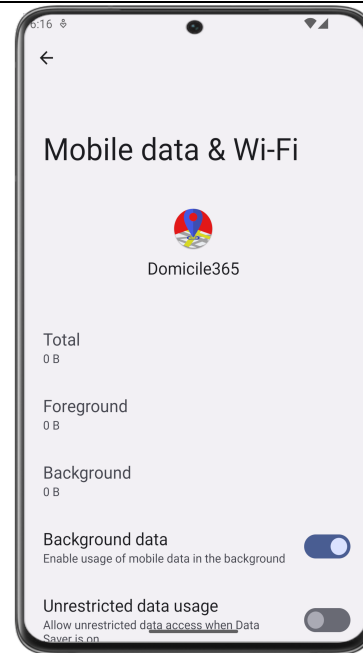 6:16
Mobile data & Wi-Fi
Domicile365
Total
0 B
Foreground
0 B
Background
0 B
Background data
Enable usage of mobile data in the background
Unrestricted data usage
Allow unrestricted data access when Data
Saver is on